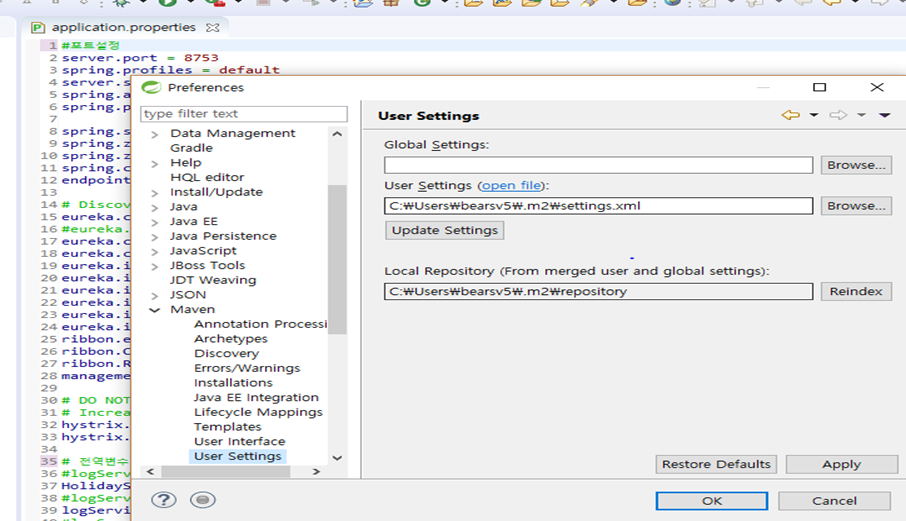 application.properties
1 #포트설정
2 server.port = 8753
3 spring.profiles = default
4 server.s
5 spring.a
6 spring.p
7
8 spring.s
9 spring.z
10 spring.z
11 spring.c
12 endpoint
13
14 # Discov
15 eureka.c
16 #eureka.
17 eureka.c
18 eureka.c
19 eureka.i
20 eureka.i
21 eureka.i
22 eureka.i
23 eureka.i
24 eureka.i
25 ribbon.e
26 ribbon.C
27 ribbon.R
28 manageme
29
30 # DO NOT
31 # Increa
32 hystrix.
33 hystrix.
34
35 # 전역변수
36 #logServ
37 HolidayS
38 #logServ
39 logServi
Preferences
type filter text
Data Management
Gradle
Help
HQL editor
Install/Update
Java
Java EE
Java Persistence
JavaScript
JBoss Tools
JDT Weaving
JSON
Maven
Annotation Processi
Archetypes
Discovery
Errors/Warnings
Installations
Java EE Integration
Lifecycle Mappings
Templates
User Interface
User Settings
User Settings
Global Settings:
Browse...
User Settings (open file):
C:₩Users₩bearsv5₩.m2₩settings.xml
Browse...
Update Settings
Local Repository (From merged user and global settings):
C:₩Users₩bearsv5₩.m2₩repository
Reindex
Restore Defaults
Apply
OK
Cancel